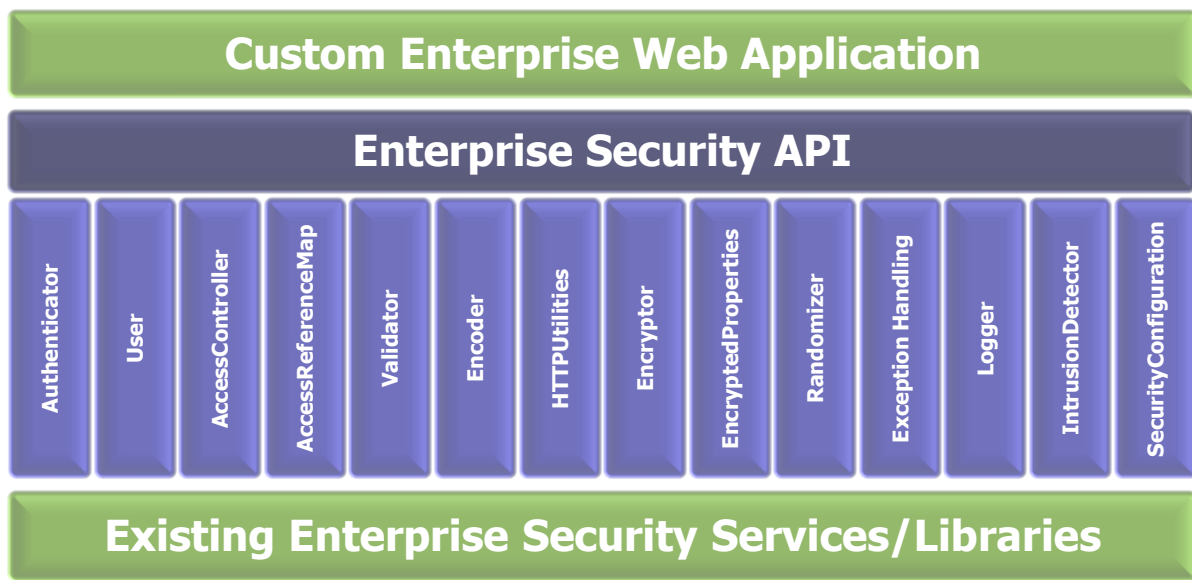 Custom Enterprise Web Application
Enterprise Security API
Authenticator
User
AccessController
AccessReferenceMap
Validator
Encoder
HTTPUtilities
Encryptor
EncryptedProperties
Randomizer
Exception Handling
Logger
IntrusionDetector
SecurityConfiguration
Existing Enterprise Security Services/Libraries